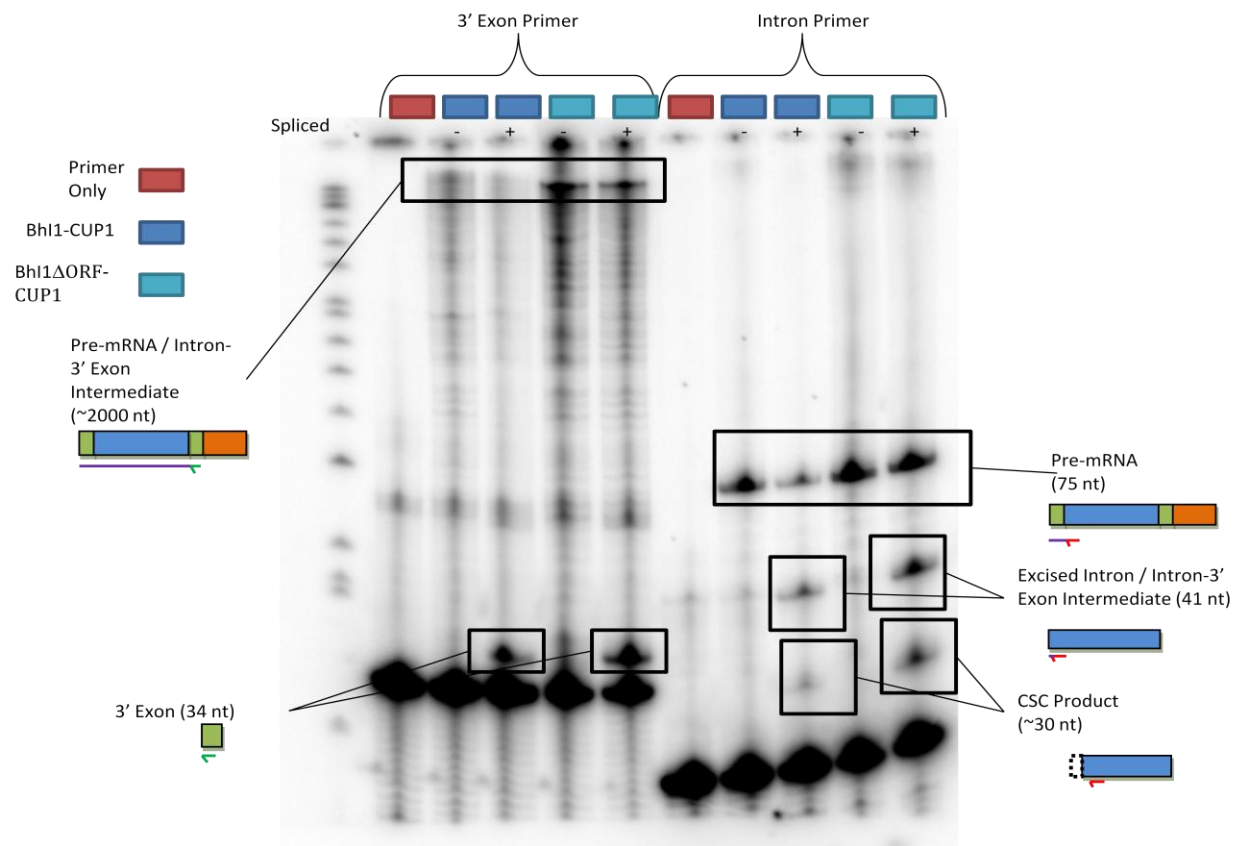 3' Exon Primer
Intron Primer
Spliced
-
+
-
+
-
+
-
+
Primer
Only
BhI1-CUP1
BhI1ΔORF-
CUP1
Pre-mRNA / Intron-
3' Exon
Intermediate
(~2000 nt)
3' Exon (34 nt)
Pre-mRNA
(75 nt)
Excised Intron / Intron-3'
Exon Intermediate (41 nt)
CSC Product
(~30 nt)